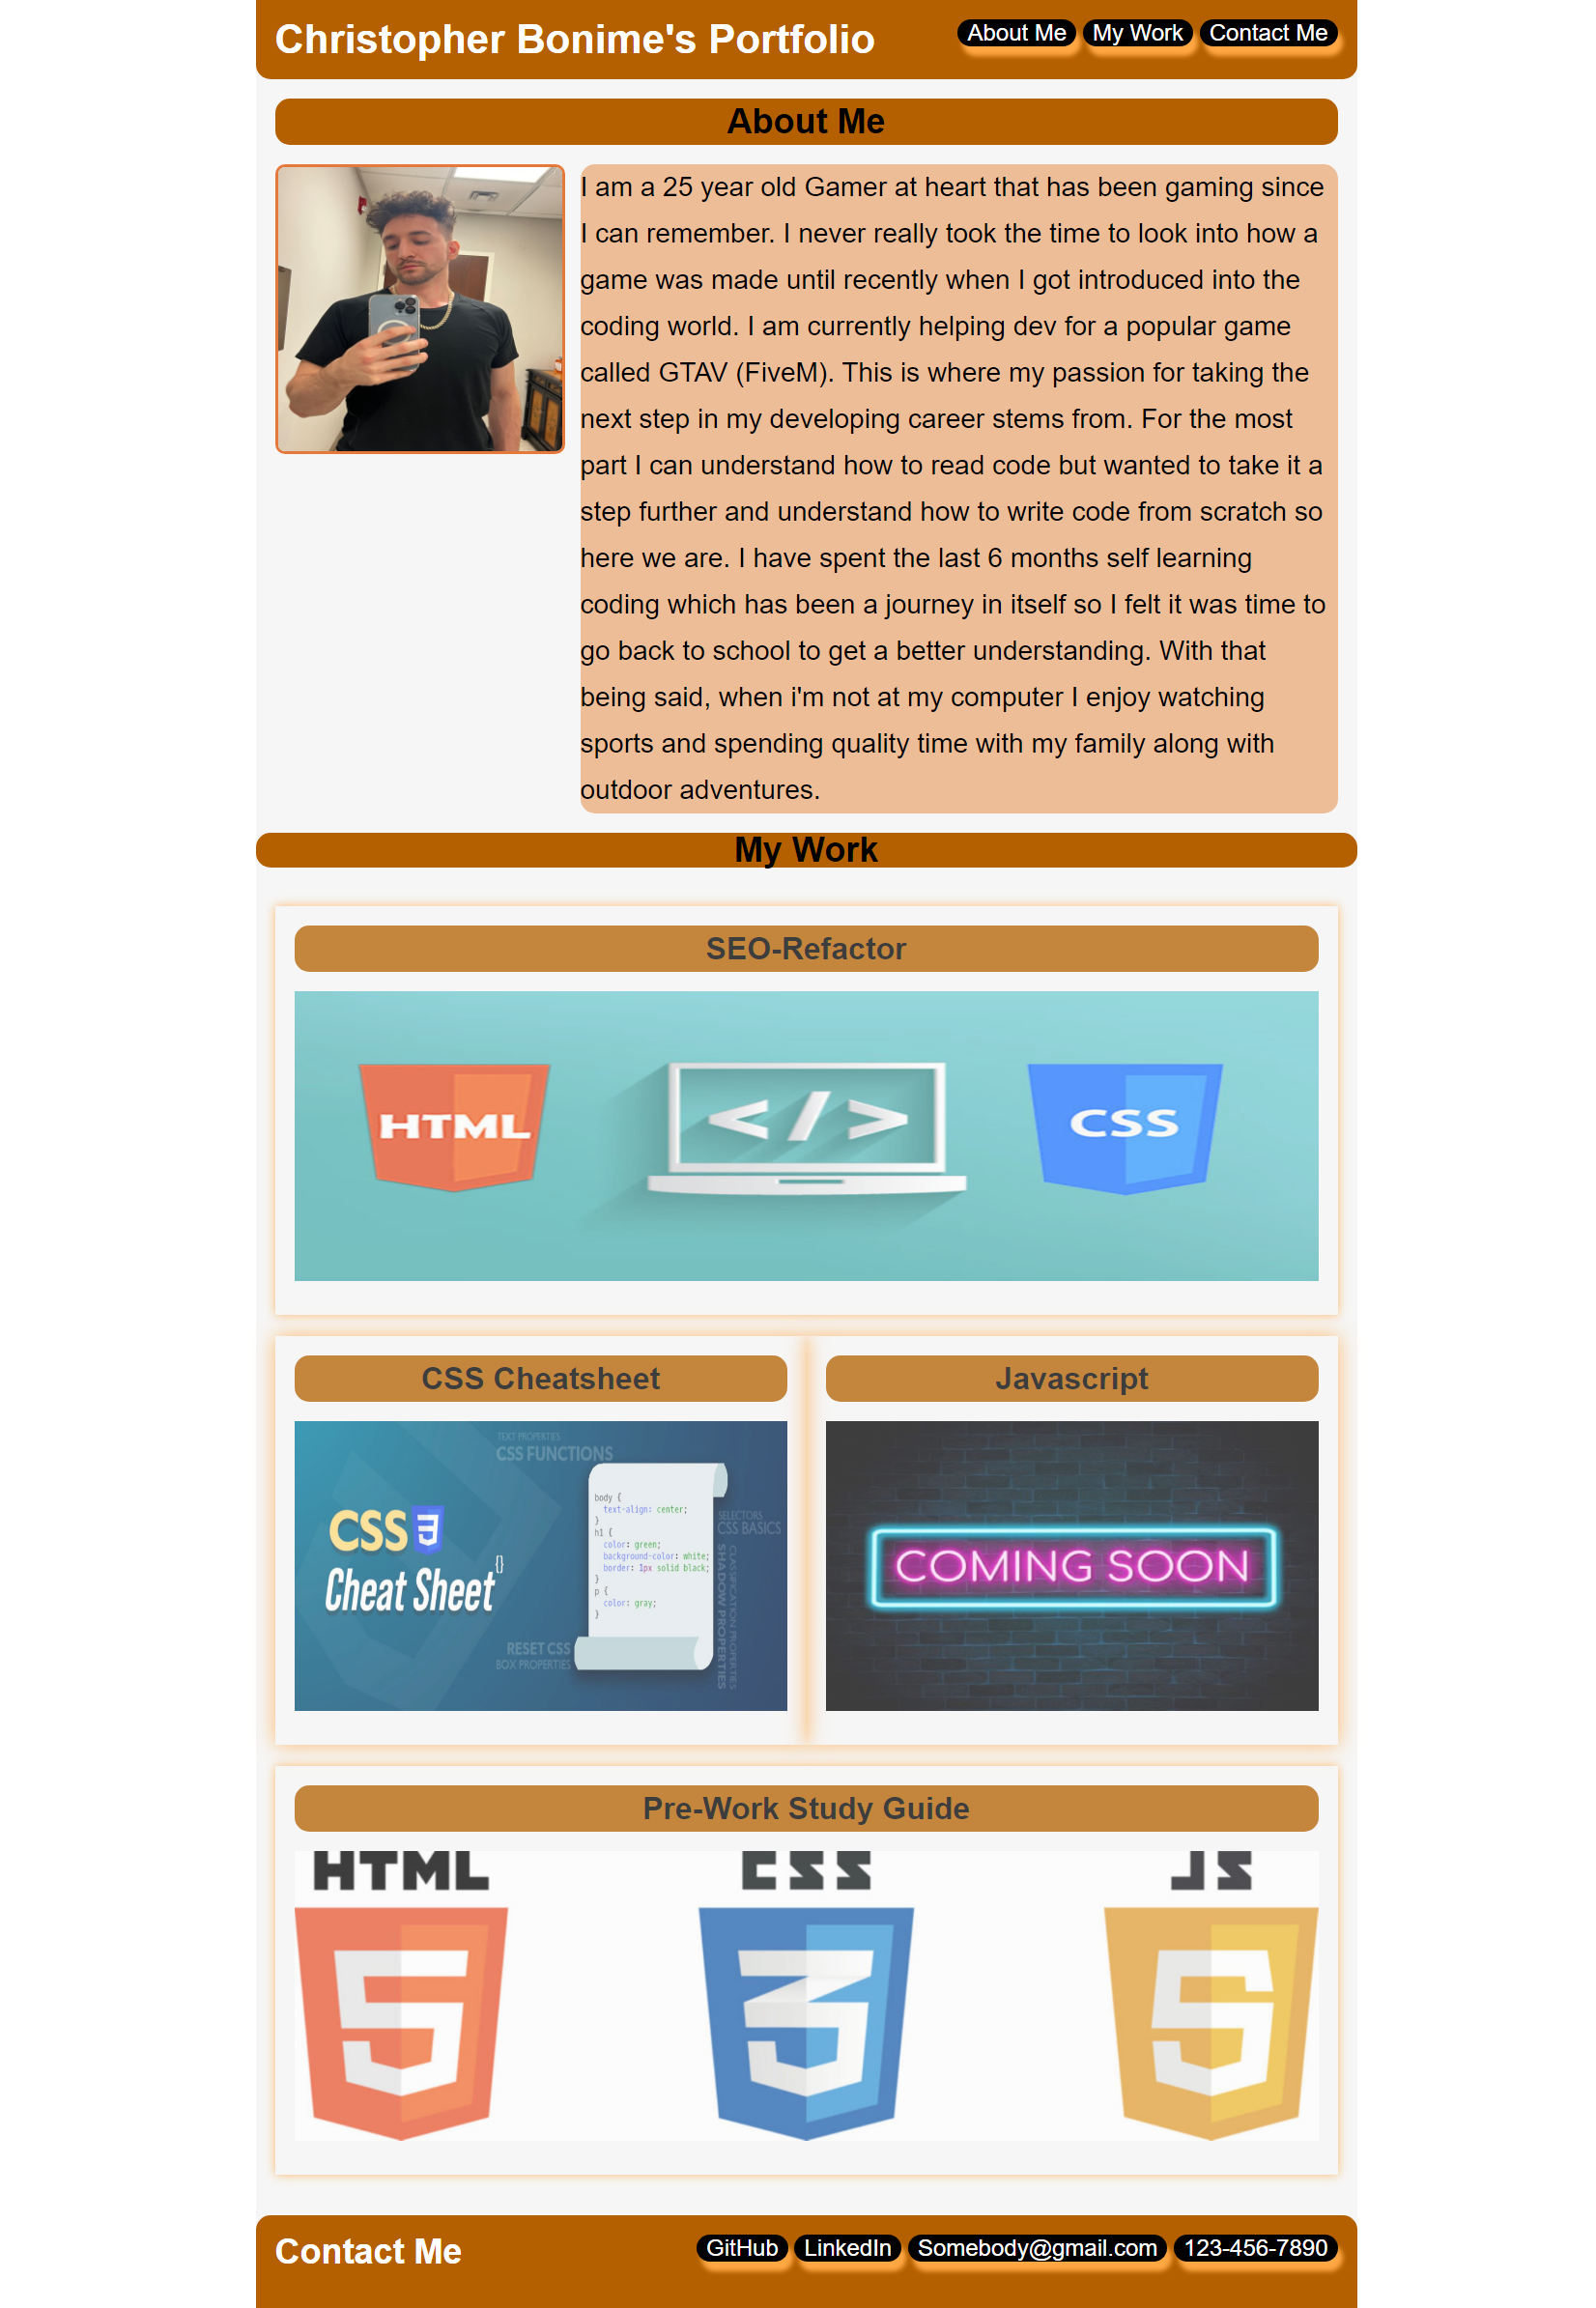 Christopher Bonime's Portfolio
About Me My Work Contact Me
About Me
I am a 25 year old Gamer at heart that has been gaming since
I can remember. I never really took the time to look into how a
game was made until recently when I got introduced into the
coding world. I am currently helping dev for a popular game
called GTAV (FiveM). This is where my passion for taking the
next step in my developing career stems from. For the most
part I can understand how to read code but wanted to take it a
step further and understand how to write code from scratch so
here we are. I have spent the last 6 months self learning
coding which has been a journey in itself so I felt it was time to
go back to school to get a better understanding. With that
being said, when i'm not at my computer I enjoy watching
sports and spending quality time with my family along with
outdoor adventures.
My Work
SEO-Refactor
HTML
</>
CSS
CSS Cheatsheet
TEXT PROPERTIES
CSS FUNCTIONS
CSS 3
{}
Cheat Sheet
body {
text-align: center;
}
h1 {
color: green;
background-color: white;
border: 1px solid black;
}
p {
color: gray;
}
SELECTORS
CSS BASICS
SHADOW PROPERTIES
CLASSIFICATION PROPERTIES
RESET CSS
BOX PROPERTIES
Javascript
COMING SOON
Pre-Work Study Guide
HTML CSS JS
5 3 5
Contact Me
GitHub LinkedIn Somebody@gmail.com 123-456-7890